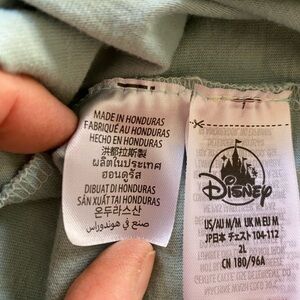 MADE IN HONDURAS
FABRIQUÉ AU HONDURAS
HECHO EN HONDURAS
洪都拉斯製
ผลิตในประเทศ
ฮอนดูรัส
DIBUAT DI HONDURAS
SẢN XUẤT TẠI HONDURAS
온두라스산
صنع في هندوراس
Disney
US/AU M/M UK M EU M
JP日本 チェスト 104-112
2L
CN 180/96A